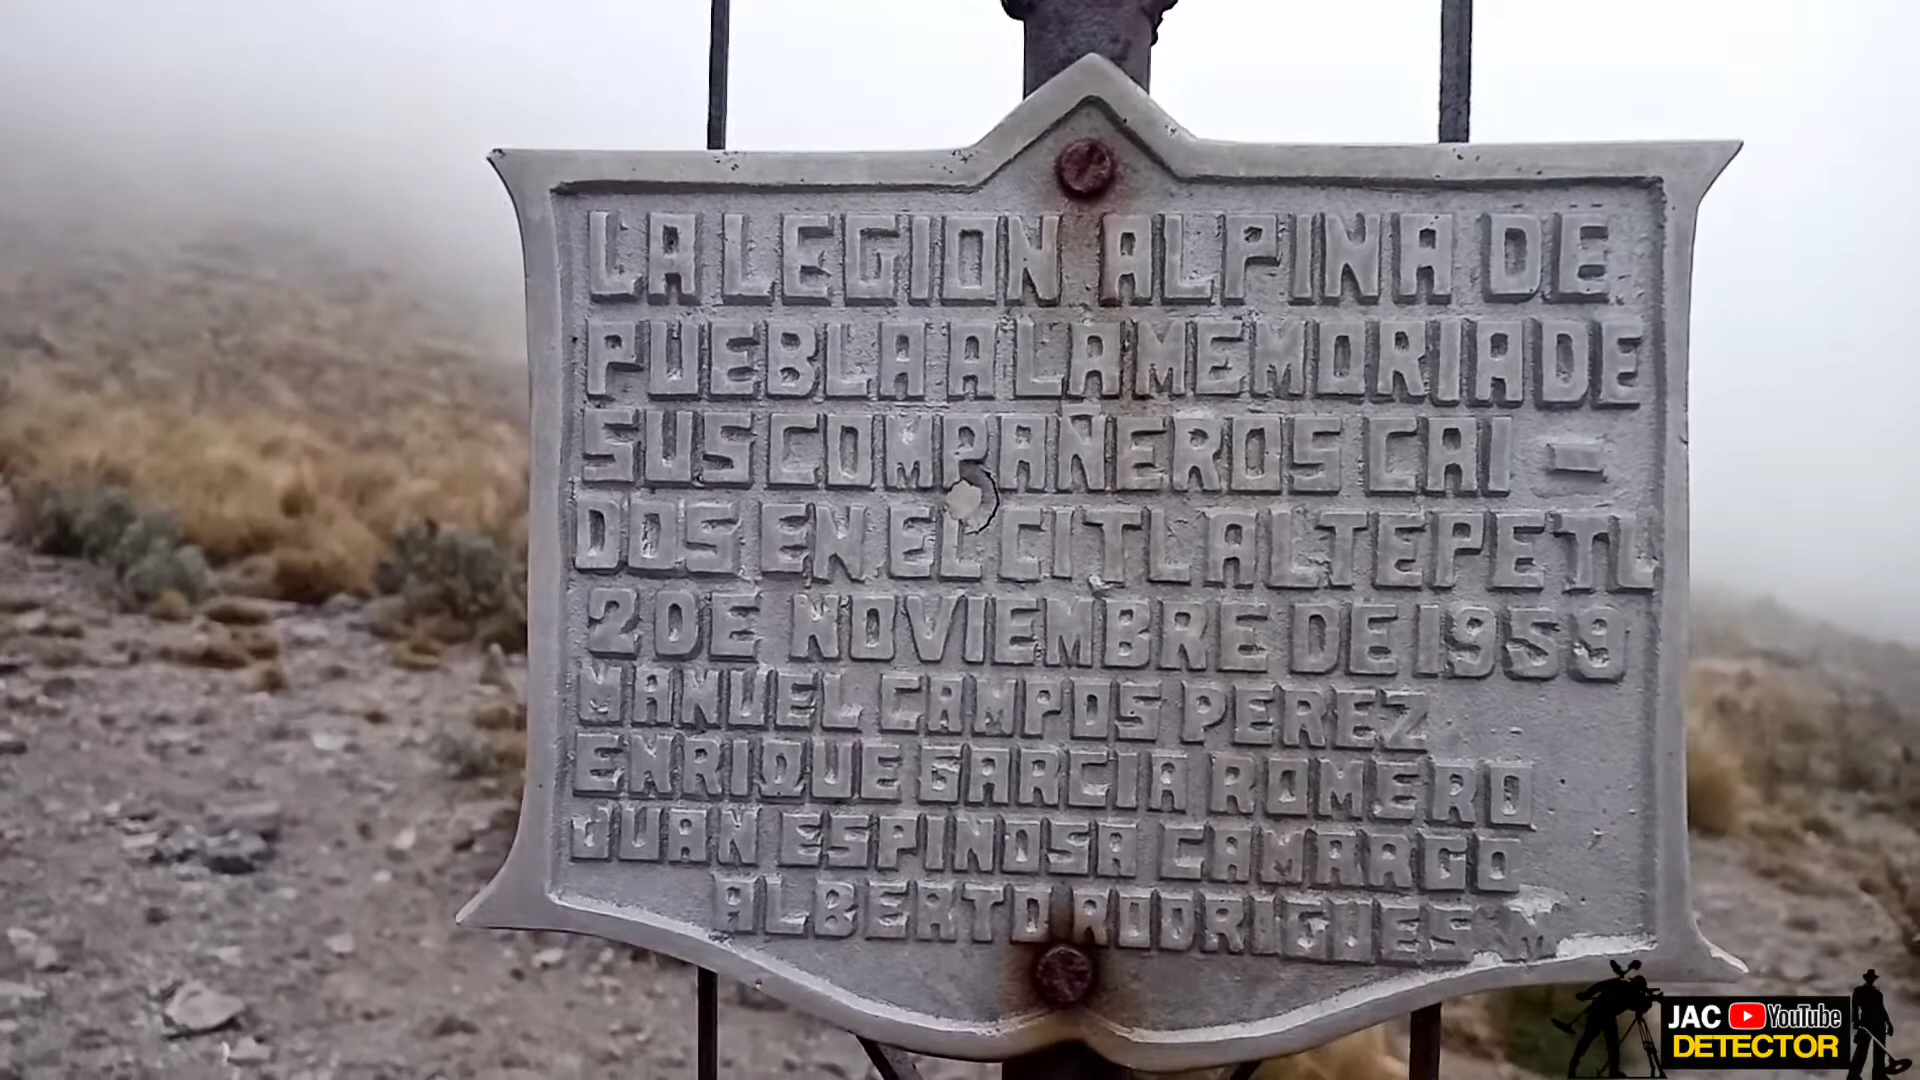 LA LEGION ALPINA DE
PUEBLA A LA MEMORIA DE
SUS COMPAÑEROS CAI -
DOS EN EL CITLALTEPETL
2 DE NOVIEMBRE DE 1959
MANUEL CAMPOS PEREZ
ENRIQUE GARCIA ROMERO
JUAN ESPINOSA CAMARGO
ALBERTO RODRIGUES M
JAC YouTube
DETECTOR